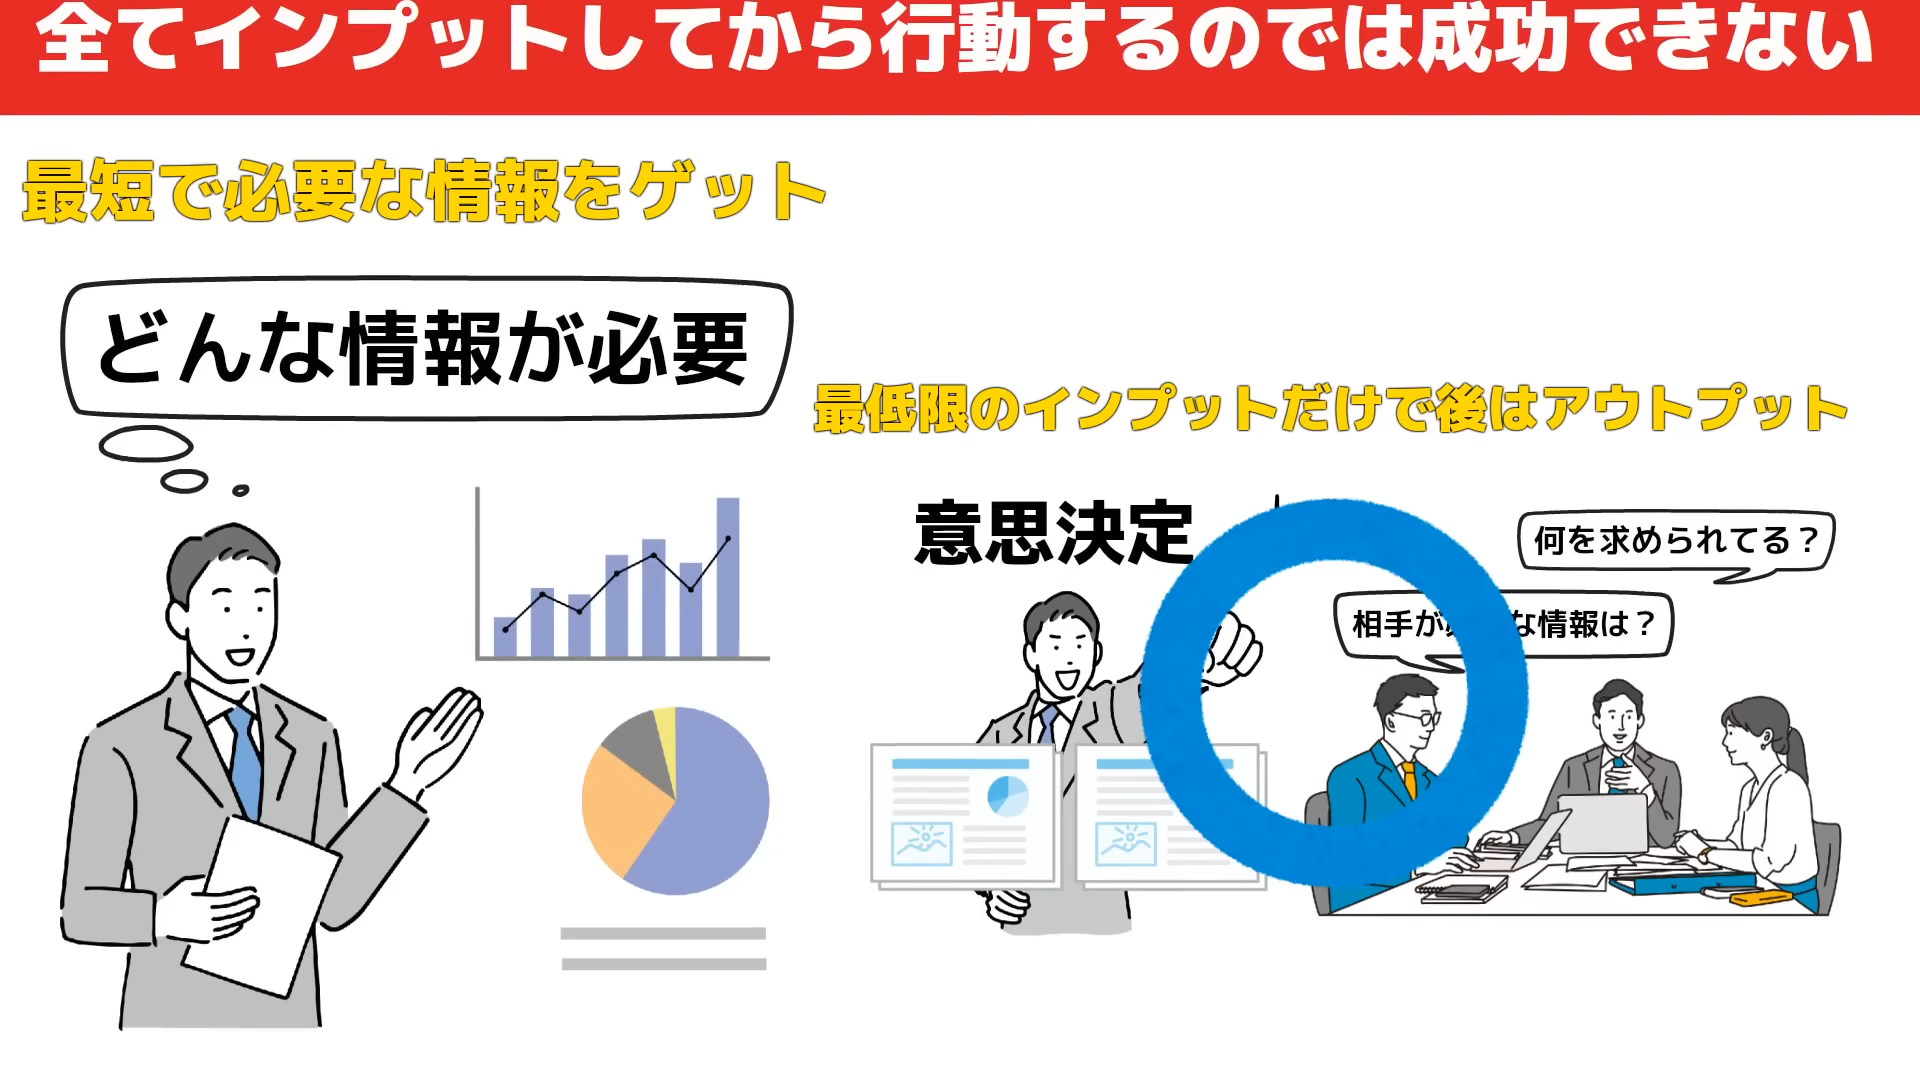 全てインプットしてから行動するのでは成功できない
最短で必要な情報をゲット
どんな情報が必要
最低限のインプットだけで後はアウトプット
意思決定
何を求められてる？
相手が な情報は？